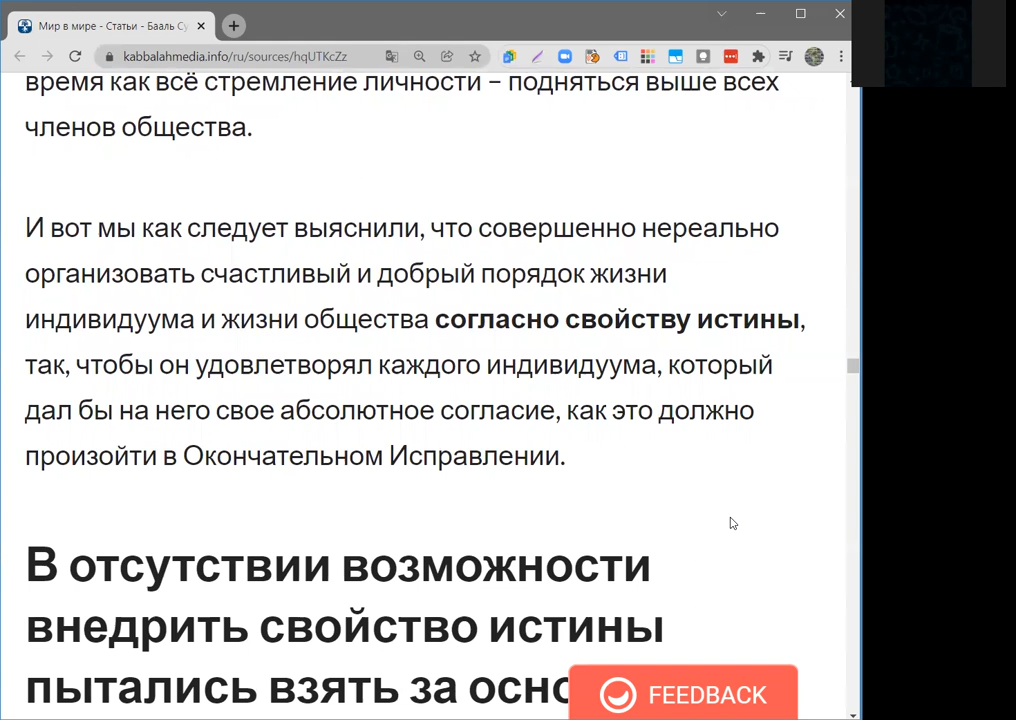 Мир в мире - Статьи - Бааль Су
kabbalahmedia.info/ru/sources/hqUTKcZz
время как всё стремление личности – подняться выше всех
членов общества.
И вот мы как следует выяснили, что совершенно нереально
организовать счастливый и добрый порядок жизни
индивидуума и жизни общества согласно свойству истины,
так, чтобы он удовлетворял каждого индивидуума, который
дал бы на него свое абсолютное согласие, как это должно
произойти в Окончательном Исправлении.
В отсутствии возможности
внедрить свойство истины
пытались взять за осно
FEEDBACK